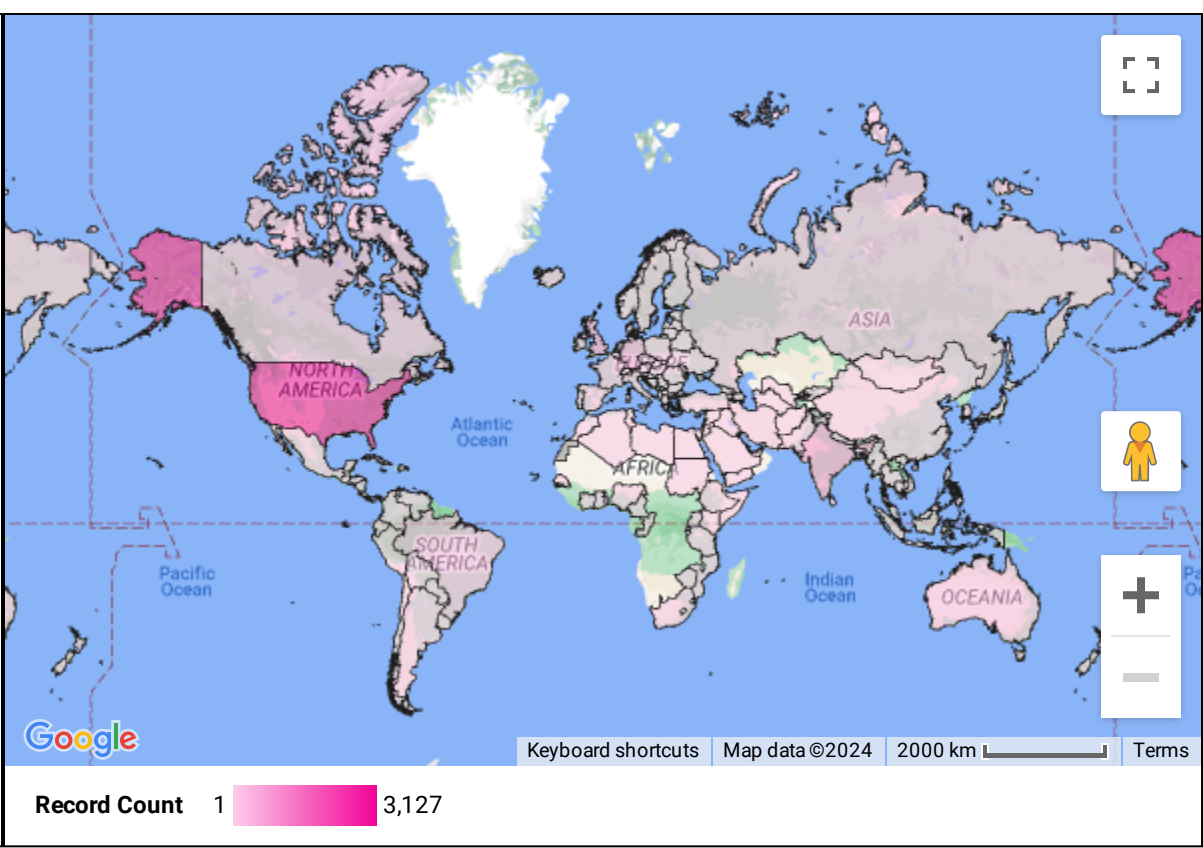 ASIA
NORTH
AMERICA
EUROPE
Atlantic
Ocean
AFRICA
SOUTH
AMERICA
Pacific
Ocean
Indian
Ocean
OCEANIA
Google
Keyboard shortcuts
Map data ©2024
2000 km
Terms
Record Count 1 3,127